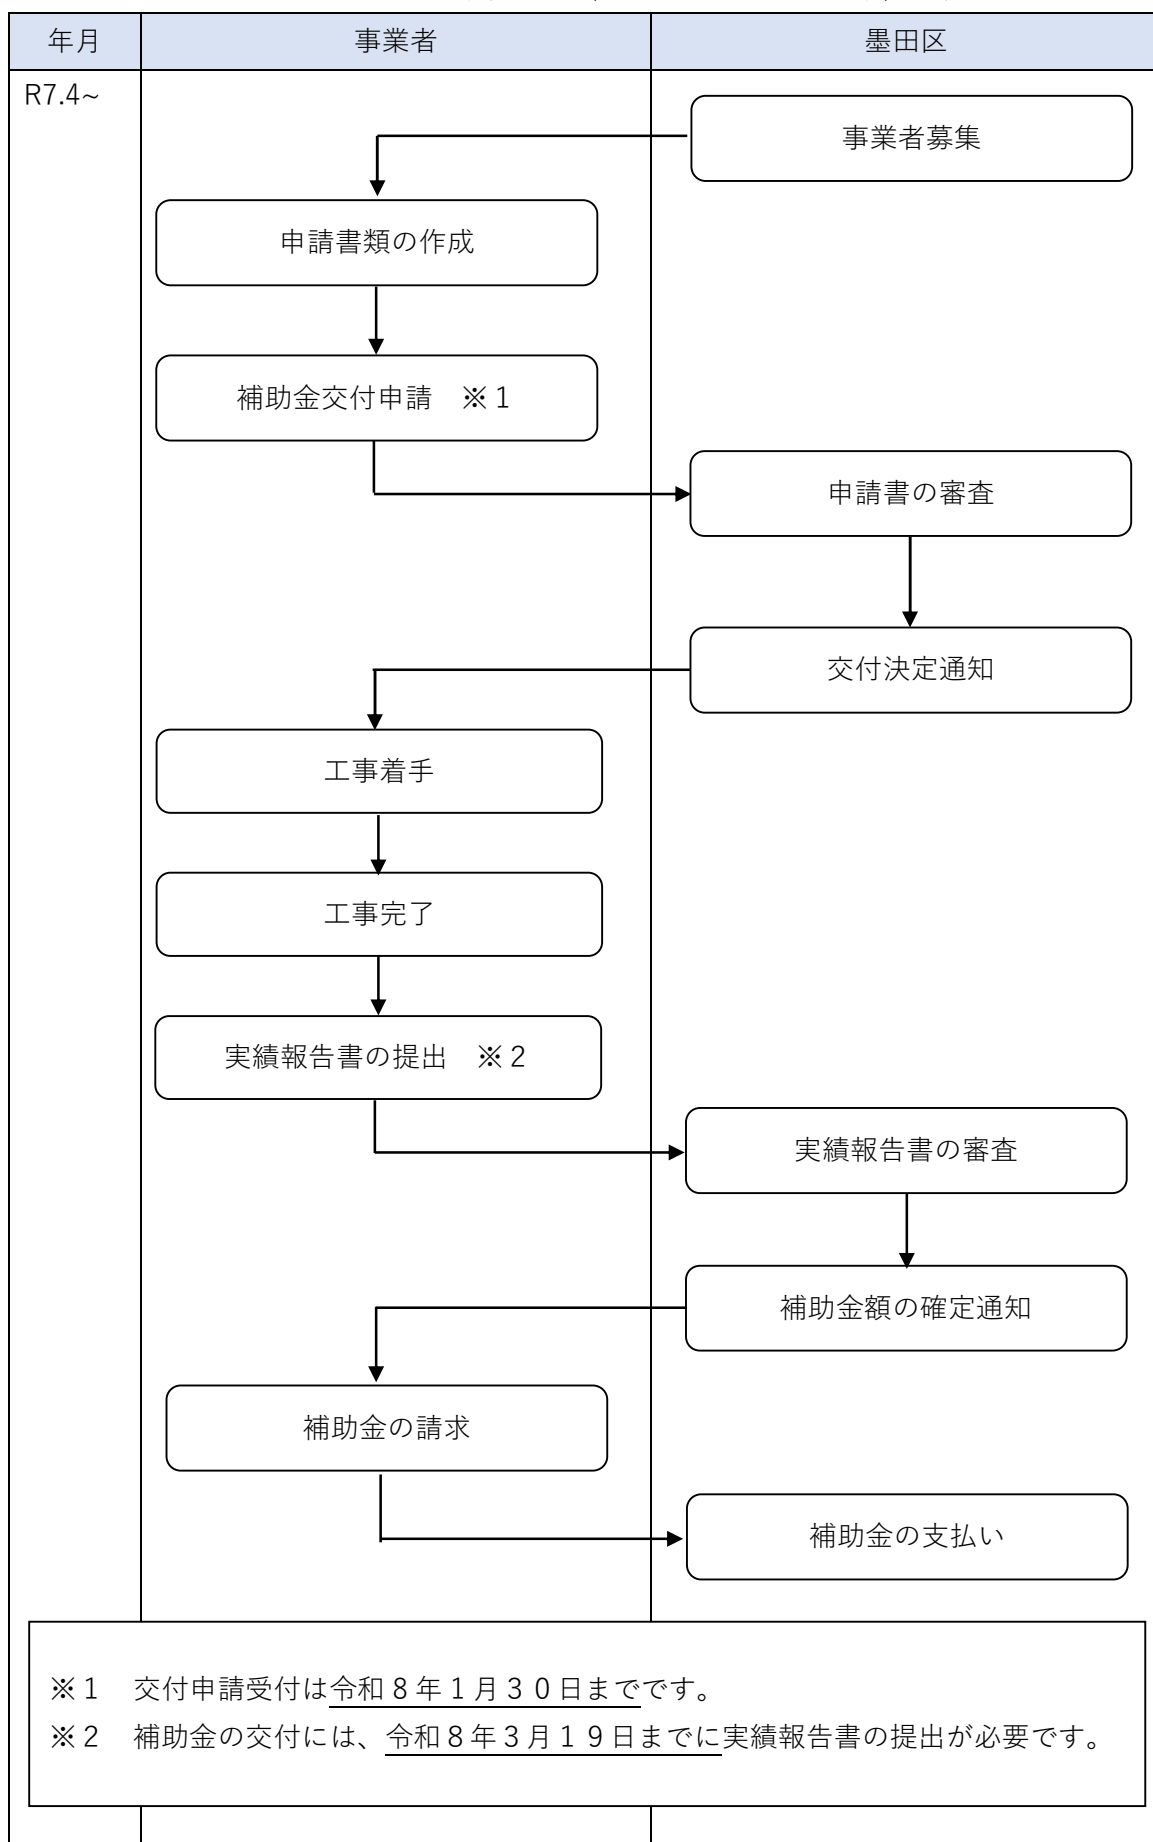 年月 事業者 墨田区
R7.4~
事業者募集
申請書類の作成
補助金交付申請　※１
申請書の審査
交付決定通知
工事着手
工事完了
実績報告書の提出　※２
実績報告書の審査
補助金額の確定通知
補助金の請求
補助金の支払い
※１　交付申請受付は令和８年１月３０日までです。
※２　補助金の交付には、令和８年３月１９日までに実績報告書の提出が必要です。